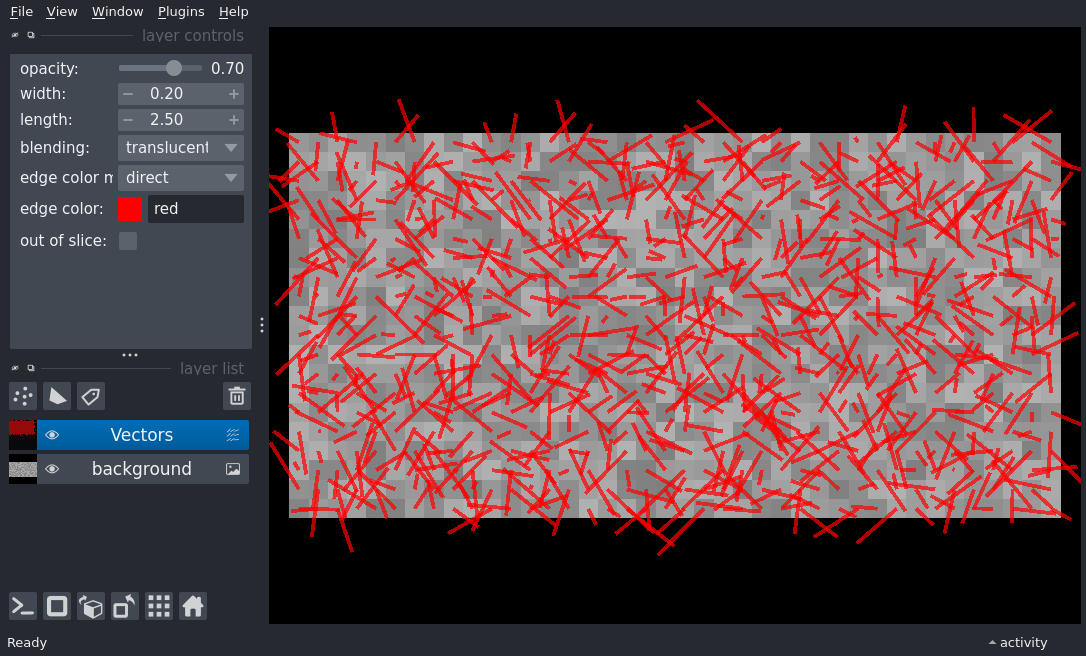 File View Window Plugins Help
layer controls
opacity: 0.70
width: − 0.20 +
length: − 2.50 +
blending: translucent
edge color m direct
edge color: red
out of slice:
layer list
Vectors
background
Ready
activity